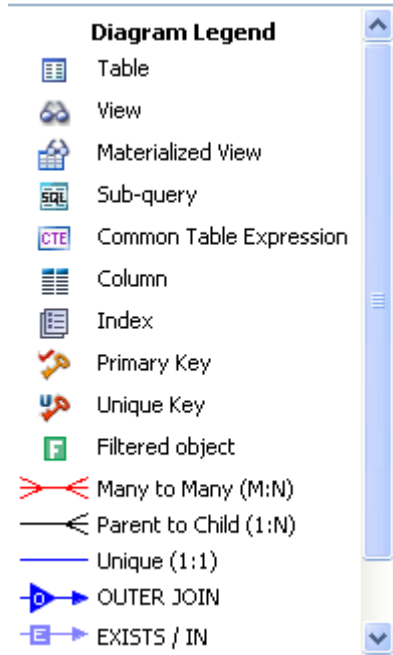 Diagram Legend
Table
View
Materialized View
SQL Sub-query
CTE Common Table Expression
Column
Index
Primary Key
U Unique Key
F Filtered object
Many to Many (M:N)
Parent to Child (1:N)
Unique (1:1)
O OUTER JOIN
E EXISTS / IN